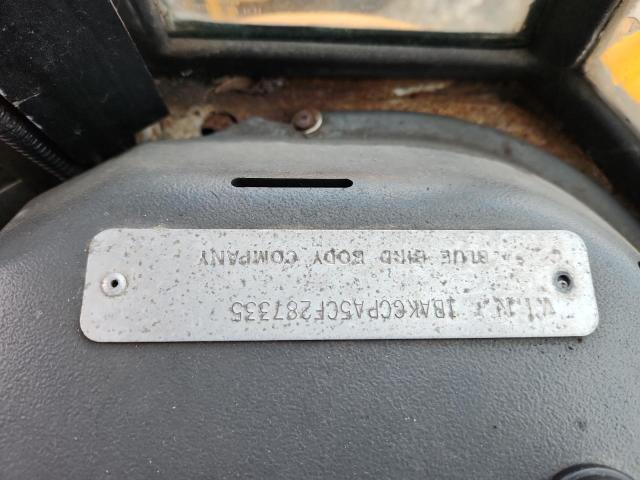 V.I.N.: 1BAKGCPA5CF287335
BLUE BIRD BODY COMPANY